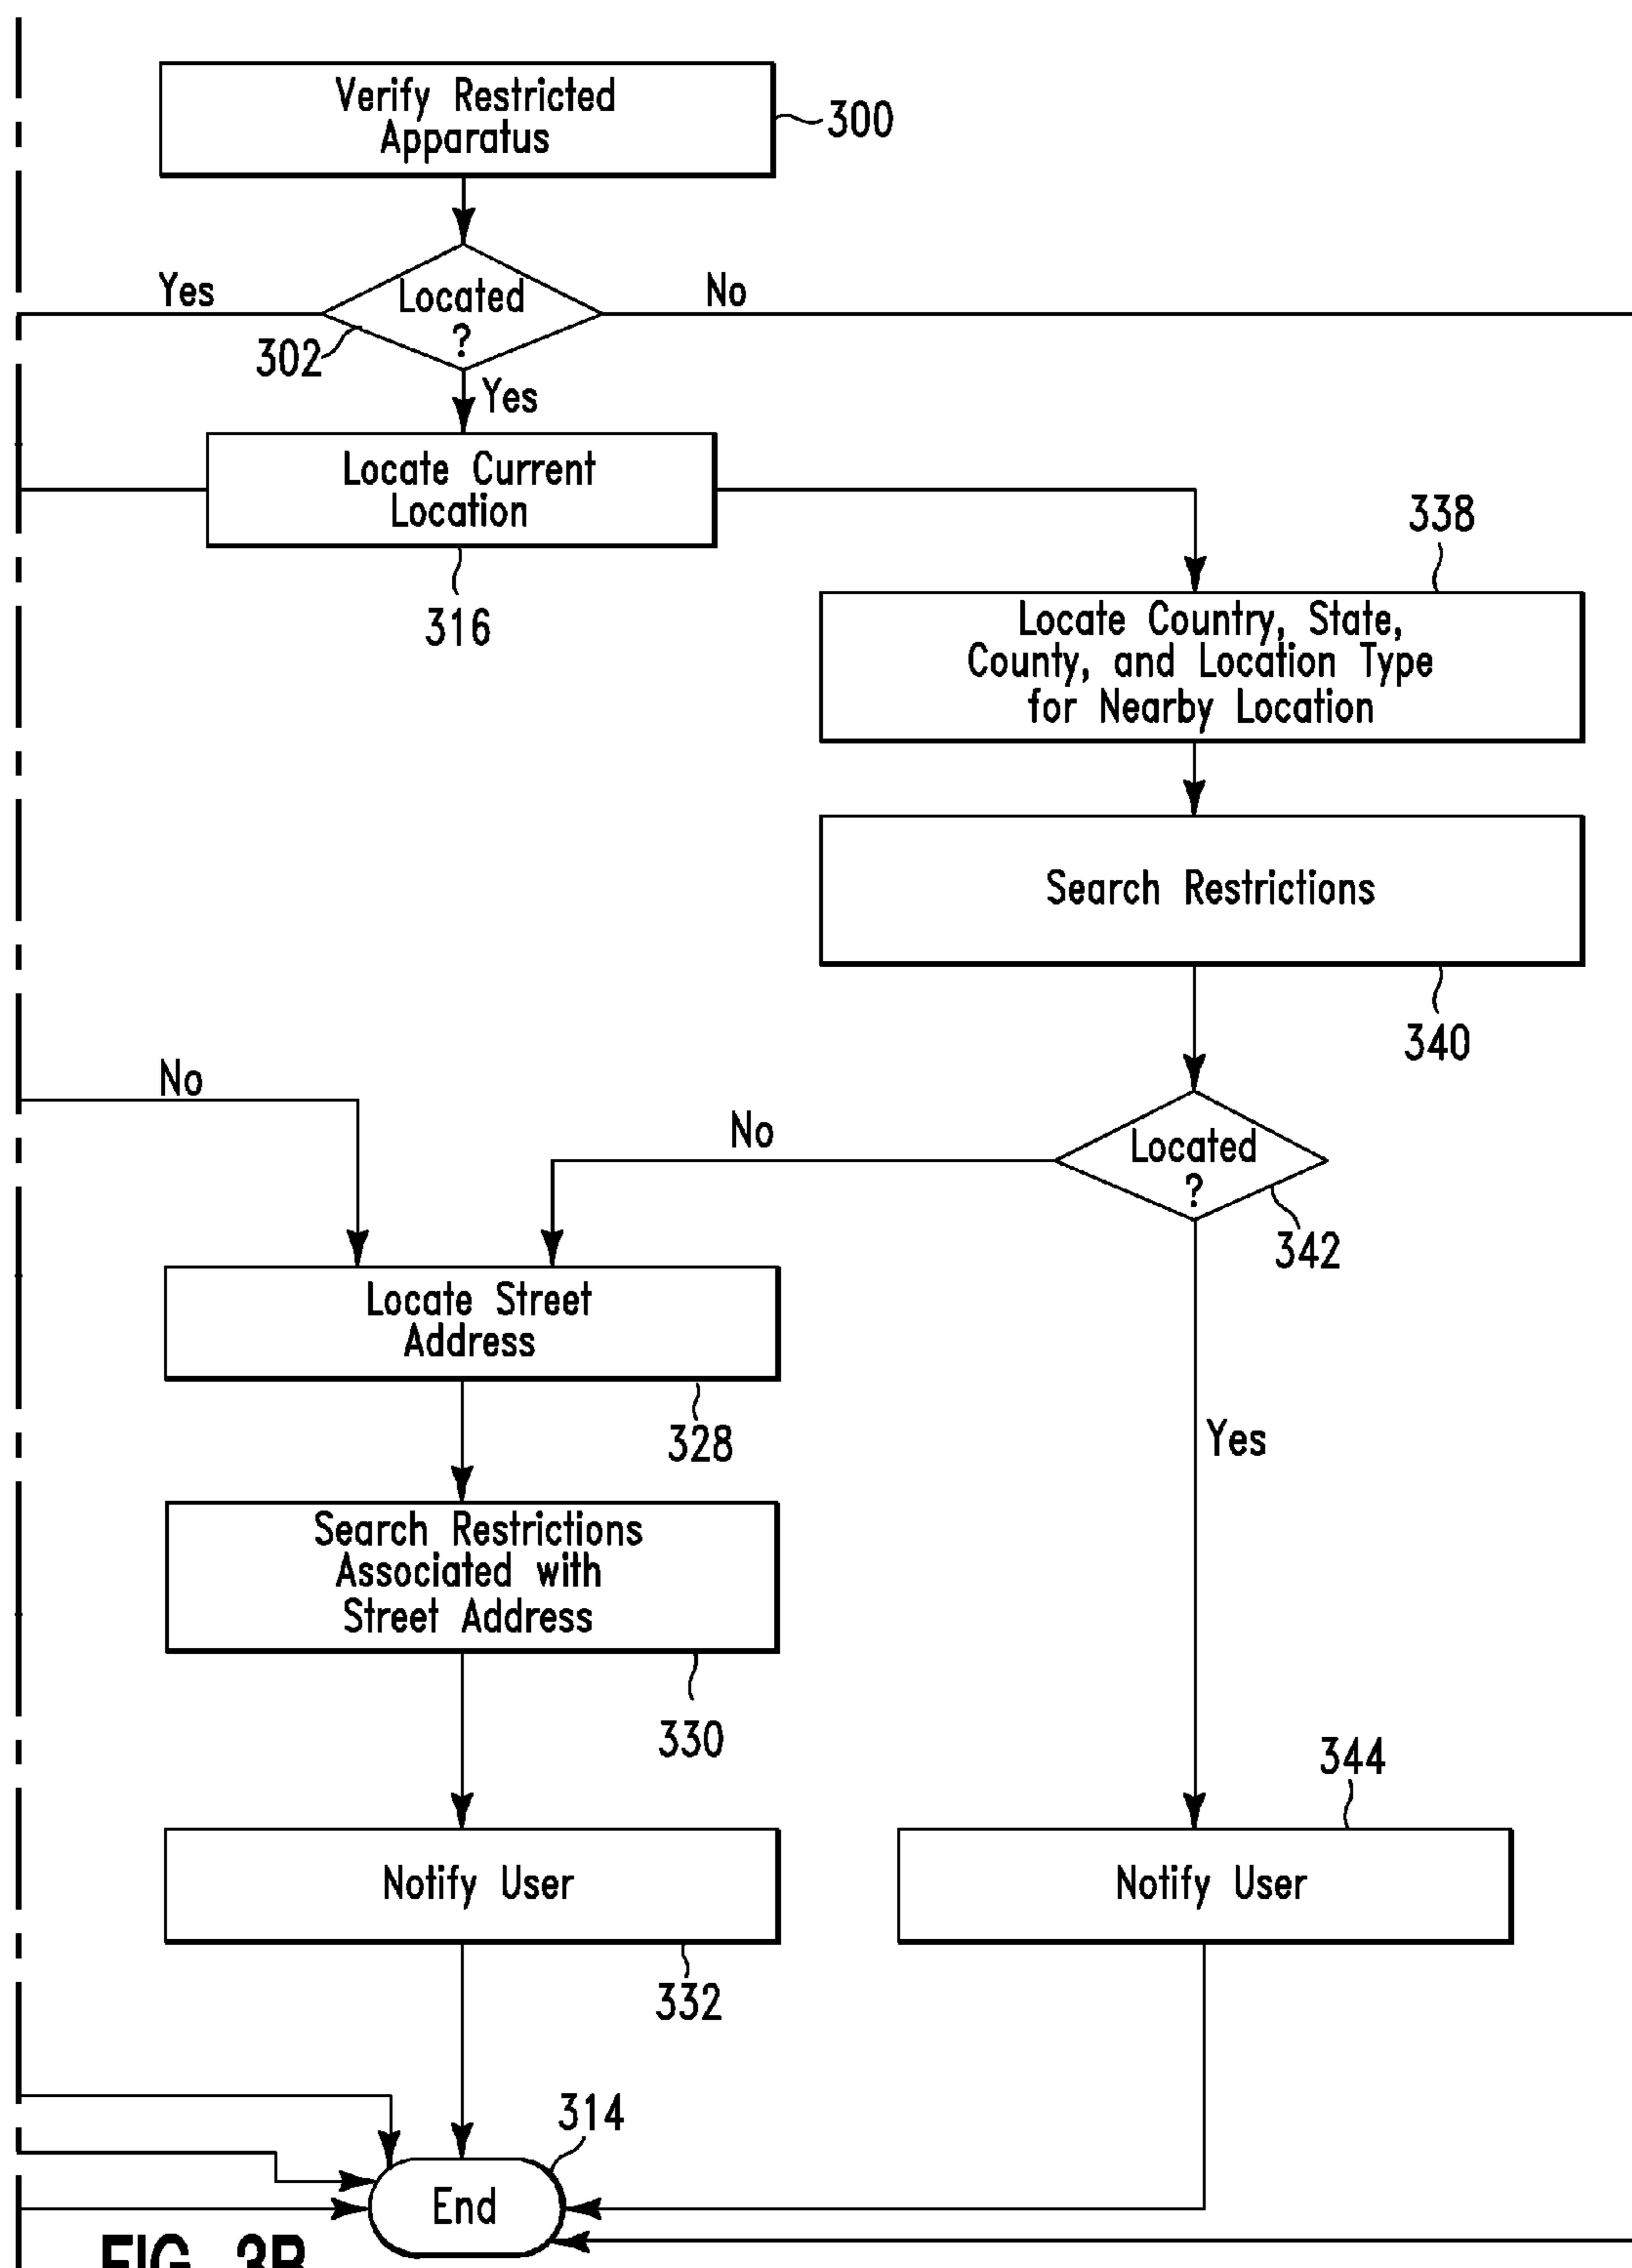 Verify Restricted
Apparatus
300
Yes
Located
?
No
302
Yes
Locate Current
Location
316
338
Locate Country, State,
County, and Location Type
for Nearby Location
Search Restrictions
340
No
No
Located
?
342
Locate Street
Address
328
Yes
Search Restrictions
Associated with
Street Address
330
344
Notify User
Notify User
332
314
End
FIG. 3B